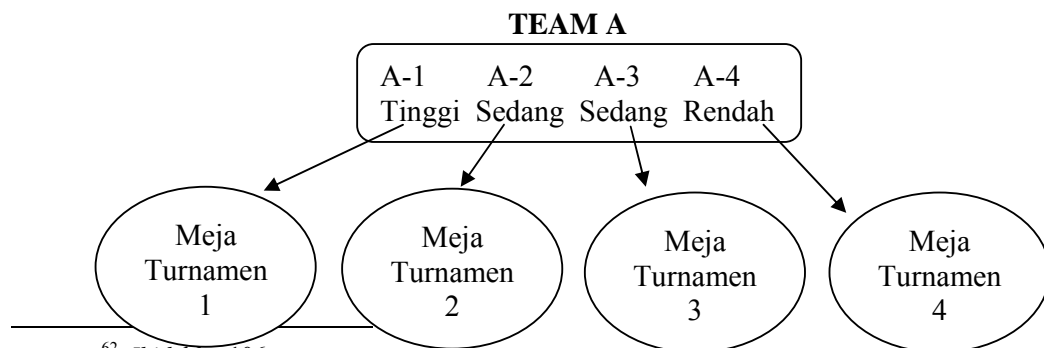 TEAM A
A-1 A-2 A-3 A-4
Tinggi Sedang Sedang Rendah
Meja
Turnamen
1
Meja
Turnamen
2
Meja
Turnamen
3
Meja
Turnamen
4
62